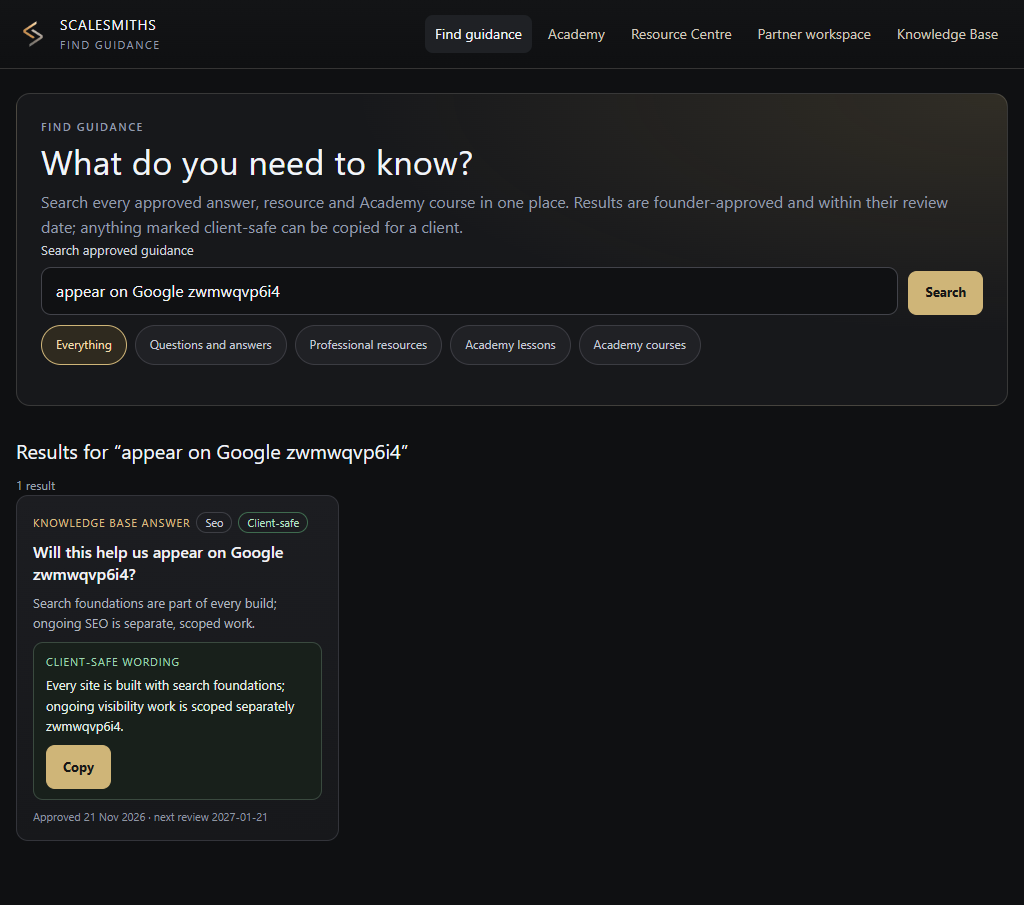 SCALESMITHS
FIND GUIDANCE
Find guidance
Academy
Resource Centre
Partner workspace
Knowledge Base
FIND GUIDANCE
What do you need to know?
Search every approved answer, resource and Academy course in one place. Results are founder-approved and within their review
date; anything marked client-safe can be copied for a client.
Search approved guidance
appear on Google zwmwqvp6i4
Search
Everything
Questions and answers
Professional resources
Academy lessons
Academy courses
Results for “appear on Google zwmwqvp6i4”
1 result
KNOWLEDGE BASE ANSWER
Seo
Client-safe
Will this help us appear on Google
zwmwqvp6i4?
Search foundations are part of every build;
ongoing SEO is separate, scoped work.
CLIENT-SAFE WORDING
Every site is built with search foundations;
ongoing visibility work is scoped separately
zwmwqvp6i4.
Copy
Approved 21 Nov 2026 · next review 2027-01-21